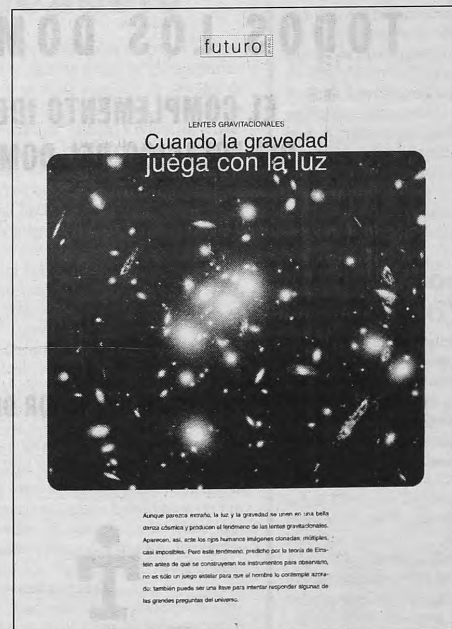 futuro
LENTES GRAVITACIONALES
Cuando la gravedad
juega con la luz
Aunque parezca extraño, la luz y la gravedad se unen en una bella
danza cósmica y producen el fenómeno de las lentes gravitacionales.
Aparecen, así, ante los ojos humanos imágenes clonadas, múltiples,
casi imposibles. Pero este fenómeno, predicho por la teoría de Eins-
tein antes de que se construyeran los instrumentos para observarlo,
no es sólo un juego estelar para que el hombre lo contemple azora-
do: también puede ser una llave para intentar responder algunas de
las grandes preguntas del universo.